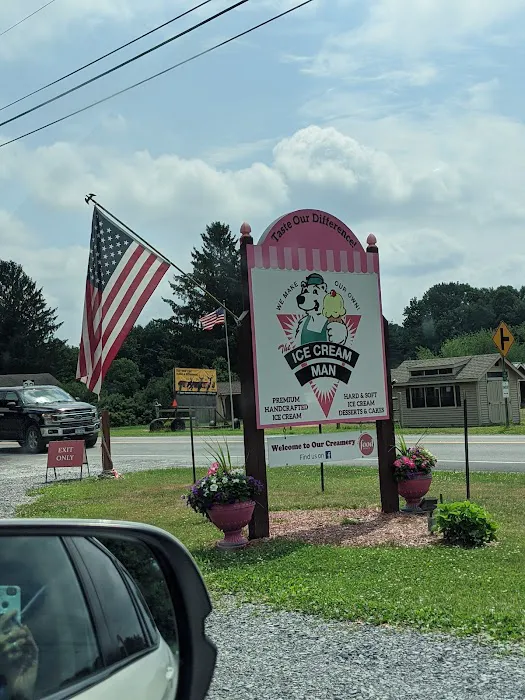 Taste Our Difference!
WE MAKE OUR OWN!
The
ICE CREAM
MAN
PREMIUM
HANDCRAFTED
ICE CREAM
HARD & SOFT
ICE CREAM
DESSERTS & CAKES
Welcome to Our Creamery
Find us on f
EXIT
ONLY